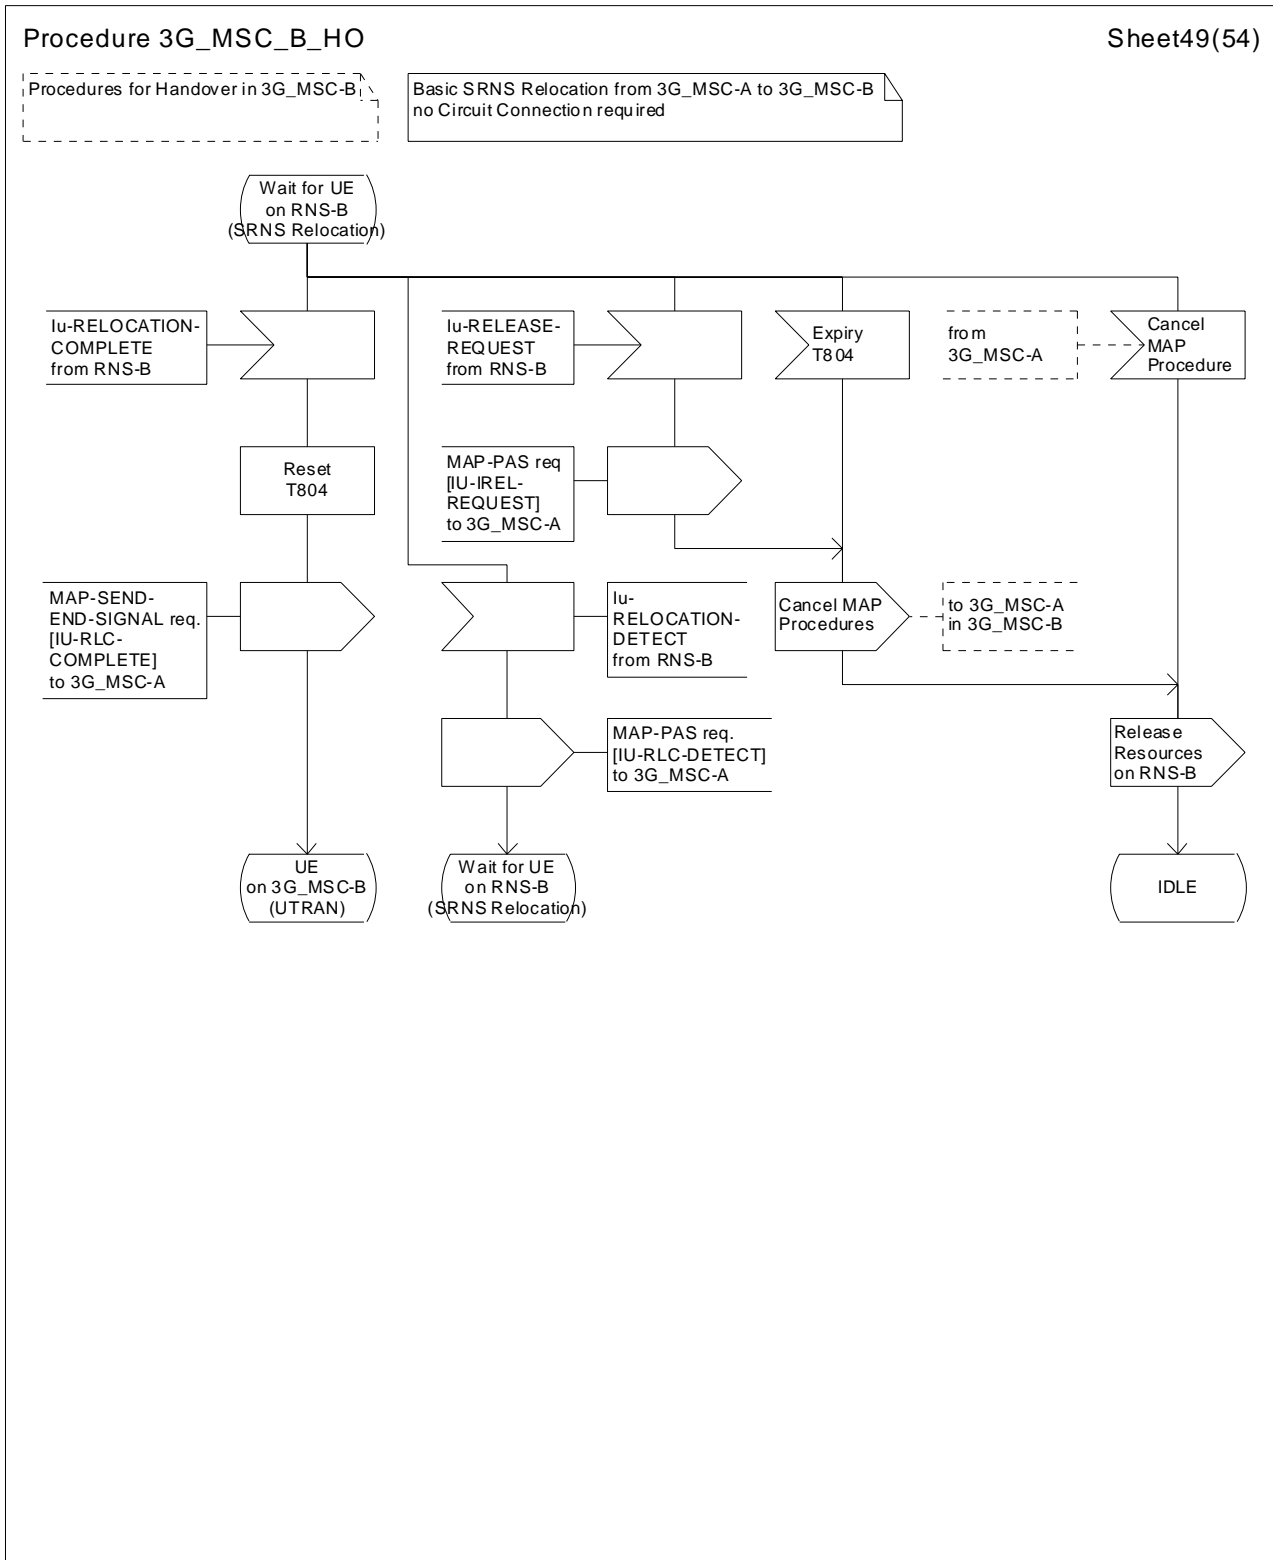 Procedure 3G_MSC_B_HO
Sheet49(54)
Procedures for Handover in 3G_MSC-B
Basic SRNS Relocation from 3G_MSC-A to 3G_MSC-B
no Circuit Connection required
Wait for UE
on RNS-B
(SRNS Relocation)
Iu-RELOCATION-
COMPLETE
from RNS-B
Iu-RELEASE-
REQUEST
from RNS-B
Expiry
T804
from
3G_MSC-A
Cancel
MAP
Procedure
Reset
T804
MAP-PAS req
[IU-IREL-
REQUEST]
to 3G_MSC-A
MAP-SEND-
END-SIGNAL req.
[IU-RLC-
COMPLETE]
to 3G_MSC-A
Iu-
RELOCATION-
DETECT
from RNS-B
Cancel MAP
Procedures
to 3G_MSC-A
in 3G_MSC-B
MAP-PAS req.
[IU-RLC-DETECT]
to 3G_MSC-A
Release
Resources
on RNS-B
UE
on 3G_MSC-B
(UTRAN)
Wait for UE
on RNS-B
(SRNS Relocation)
IDLE